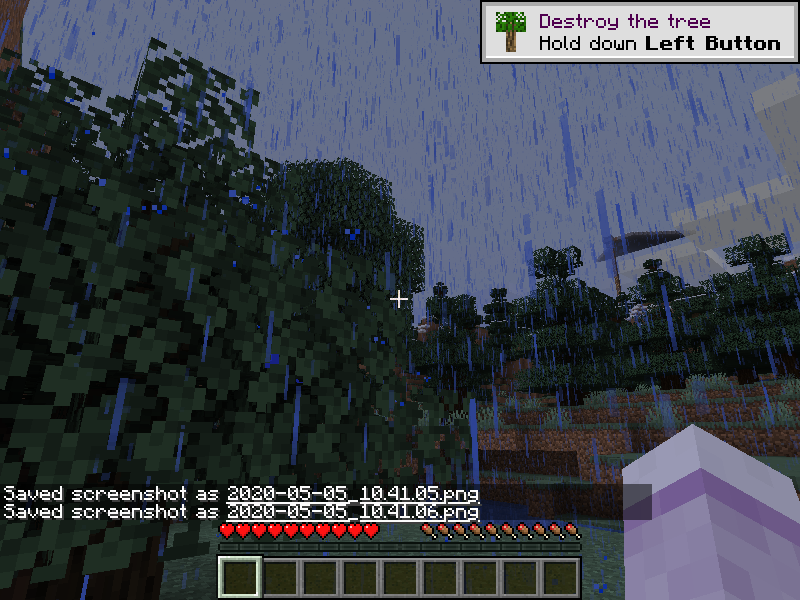 Destroy the tree
Hold down Left Button
Saved screenshot as 2020-05-05_10.41.05.png
Saved screenshot as 2020-05-05_10.41.06.png